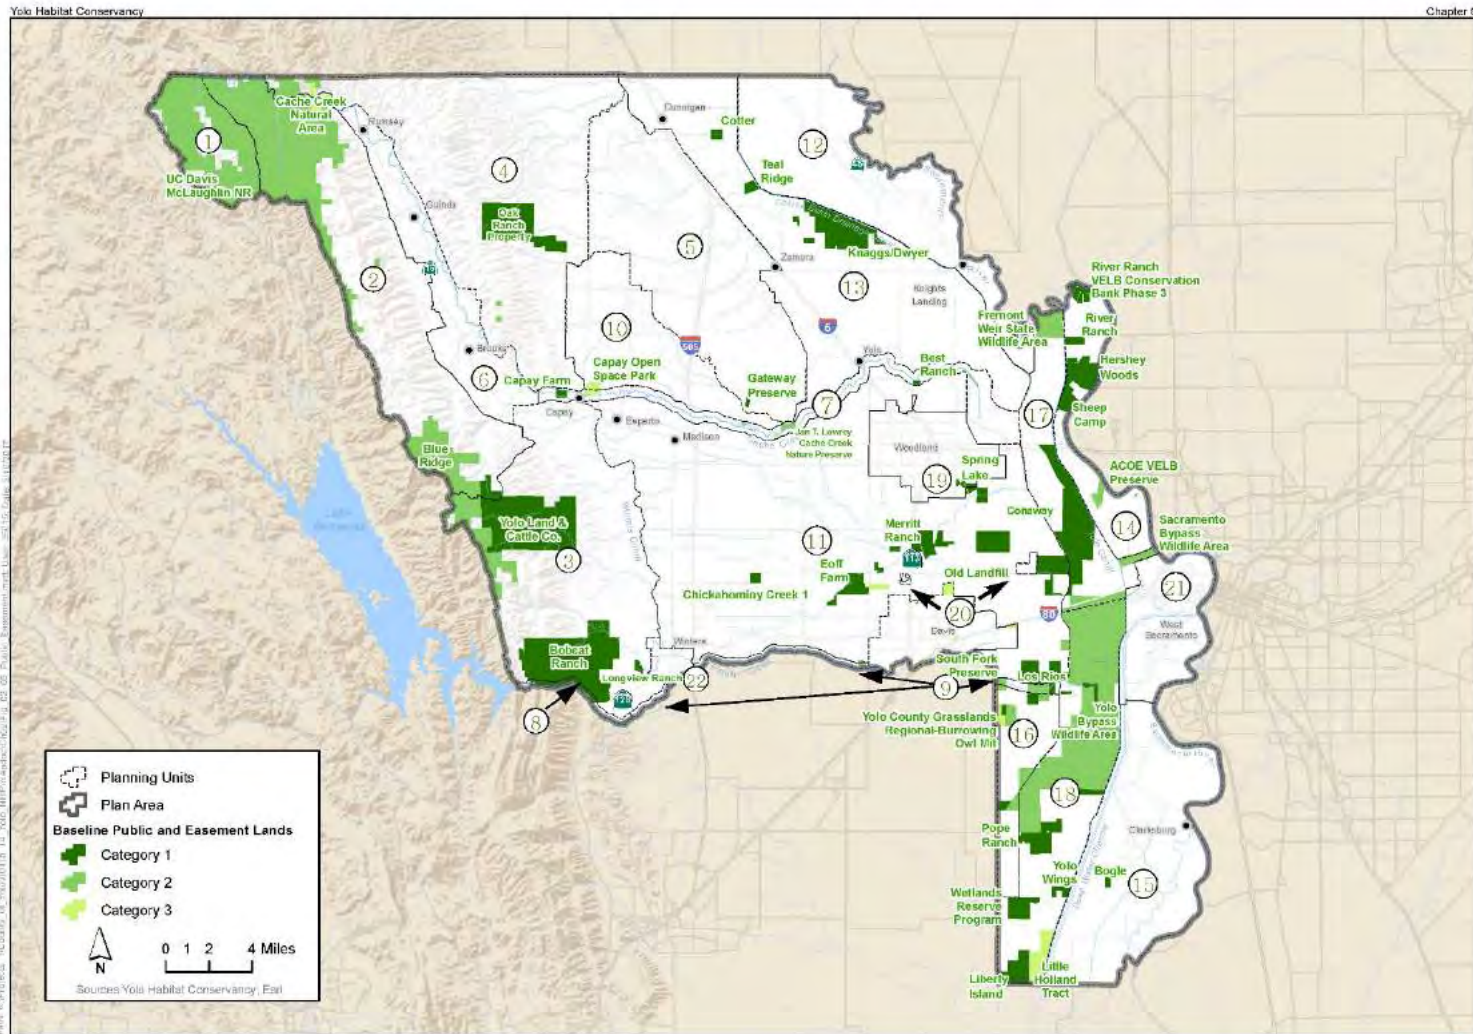 Yolo Habitat Conservancy
Chapter
Cache Creek
Natural
Area
Rumsey
1
UC Davis
McLaughlin NR
Guinda
4
Oak
Ranch
Property
2
Dunnigan
Cotter
12
Teal
Ridge
5
Zamora
Knaggs/Dwyer
13
Knights
Landing
River Ranch
VELB Conservation
Bank Phase 3
River
Ranch
Fremont
Weir State
Wildlife Area
Hershey
Woods
10
505
5
Yolo
Best
Ranch
Brooks
6
Capay Farm
Capay Open
Space Park
Gateway
Preserve
7
17
Sheep
Camp
Capay
Esparto
Madison
Jan T. Lowrey
Cache Creek
Nature Preserve
Woodland
Blue
Ridge
19
Spring
Lake
ACOE VELB
Preserve
Yolo Land &
Cattle Co.
3
11
Merritt
Ranch
113
Conaway
14
Sacramento
Bypass
Wildlife Area
Eoff
Farm
Chickahominy Creek 1
Old Landfill
20
80
21
West
Sacramento
Davis
Winters
Bobcat
Ranch
Longview Ranch
22
128
8
9
South Fork
Preserve
Los Rios
Yolo County Grasslands
Regional-Burrowing
Owl Mit
16
Yolo
Bypass
Wildlife Area
18
Pope
Ranch
Clarksburg
Yolo
Wings
Bogle
15
Wetlands
Reserve
Program
Liberty
Island
Little
Holland
Tract
Planning Units
Plan Area
Baseline Public and Easement Lands
Category 1
Category 2
Category 3
N
0 1 2 4 Miles
Sources: Yolo Habitat Conservancy, Esri